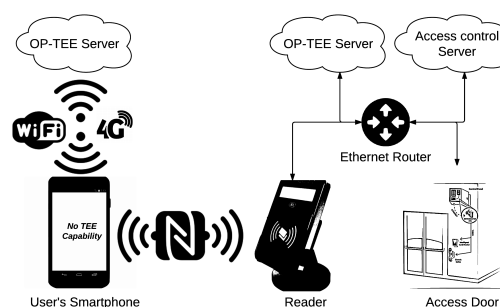 OP-TEE Server
OP-TEE Server
Access control
Server
WiFi
4G
Ethernet Router
No TEE
Capability
N
User's Smartphone
Reader
Access Door